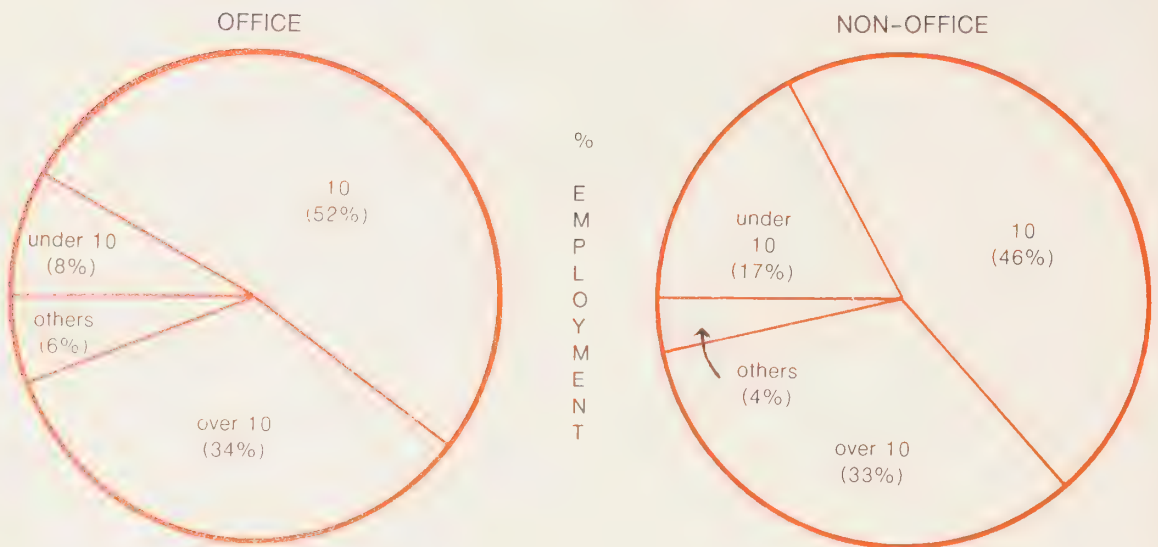 OFFICE
10
(52%)
under 10
(8%)
others
(6%)
over 10
(34%)
% EMPLOYMENT
NON-OFFICE
under
10
(17%)
10
(46%)
others
(4%)
over 10
(33%)